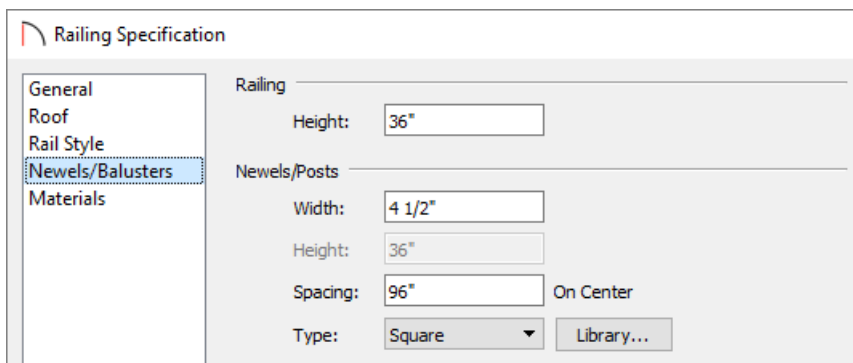 Railing Specification
General
Roof
Rail Style
Newels/Balusters
Materials
Railing
Height: 36"
Newels/Posts
Width: 4 1/2"
Height: 36"
Spacing: 96" On Center
Type: Square Library...